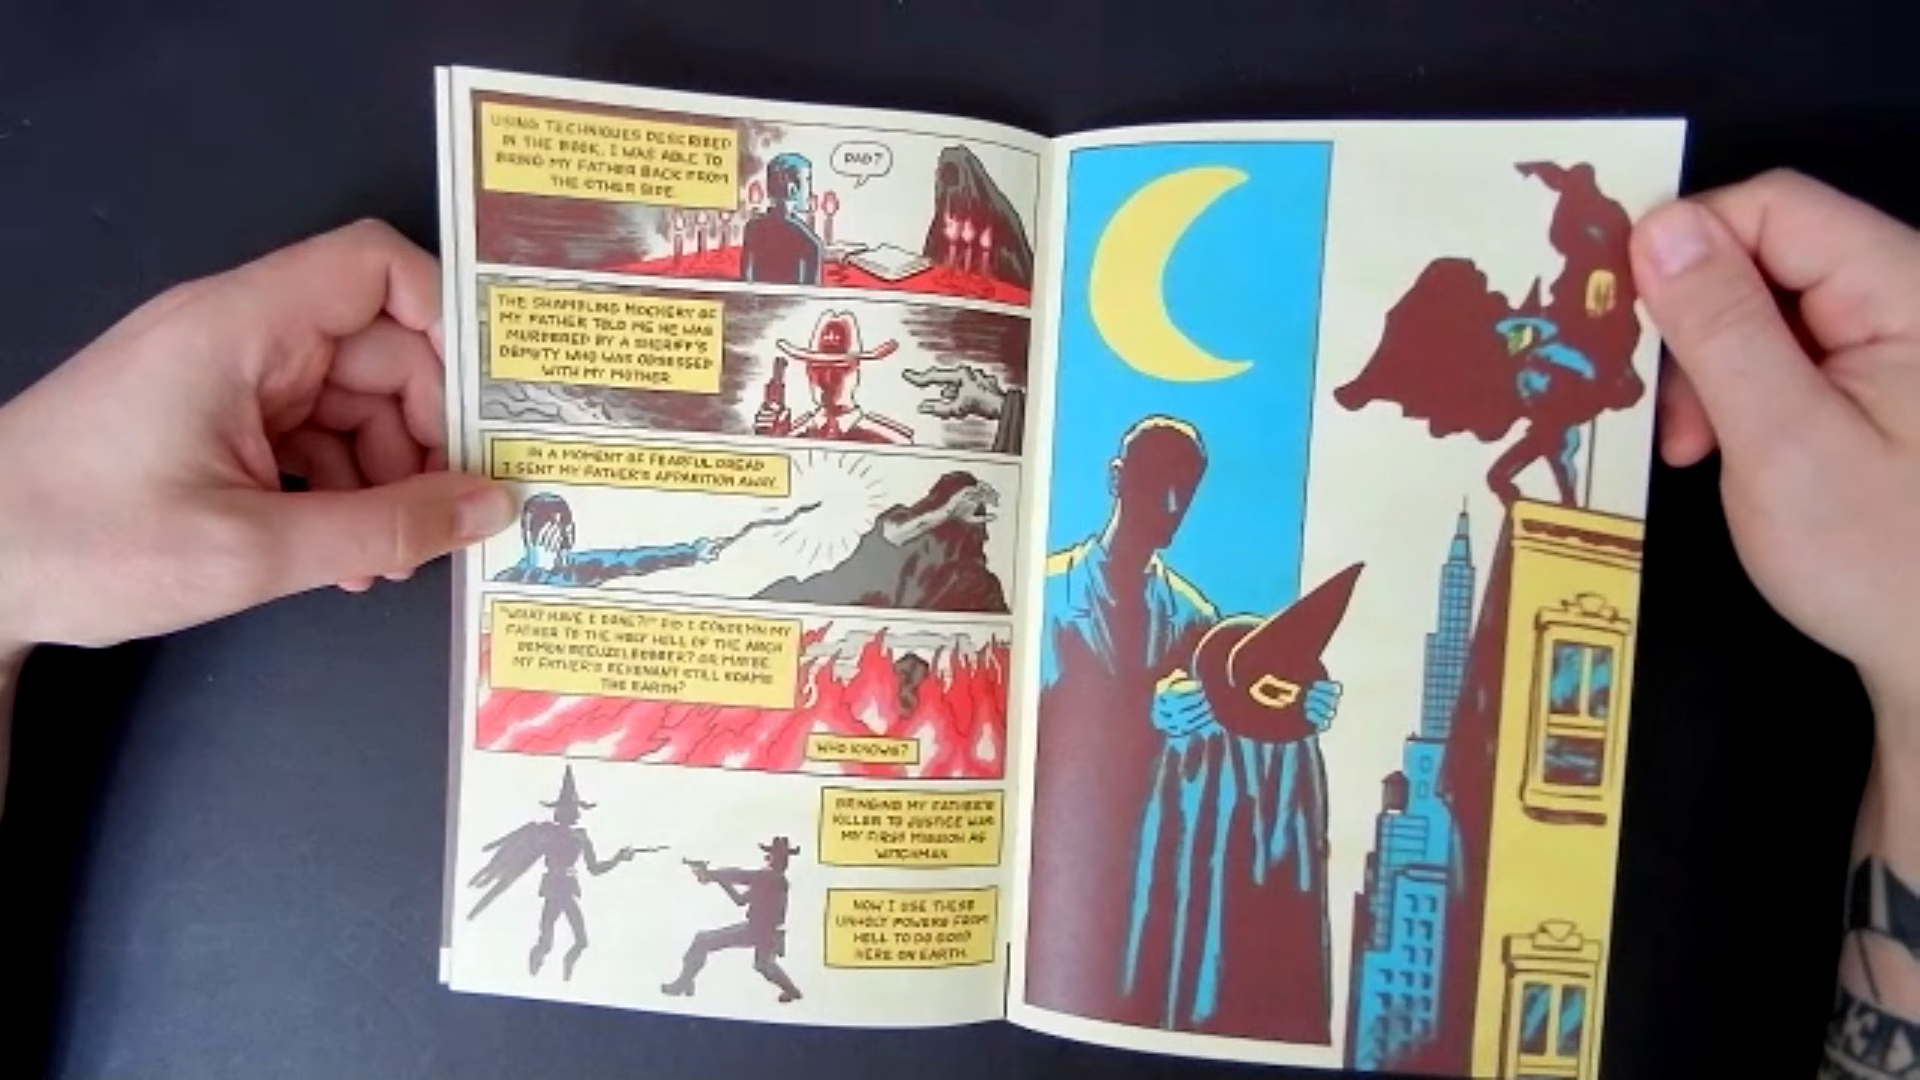 USING TECHNIQUES DESCRIBED
IN THE BOOK, I WAS ABLE TO
BRING MY FATHER BACK FROM
THE OTHER SIDE.
DAD?
THE SHAMBLING MOCKERY OF
MY FATHER TOLD ME HE WAS
MURDERED BY A SHERIFF'S
DEPUTY WHO WAS OBSESSED
WITH MY MOTHER.
IN A MOMENT OF FEARFUL DREAD
I SENT MY FATHER'S APPARITION AWAY.
"WHAT HAVE I DONE?!" DID I CONDEMN MY
FATHER TO THE HOLY HELL OF THE ARCH
DEMON BEEUZELBUBBER? OR MAYBE,
MY FATHER'S REVENANT STILL ROAMS
THE EARTH?
WHO KNOWS?
BRINGING MY FATHER'S
KILLER TO JUSTICE WAS
MY FIRST MISSION AS
WITCHMAN.
NOW I USE THESE
UNHOLY POWERS FROM
HELL TO DO GOOD
HERE ON EARTH.